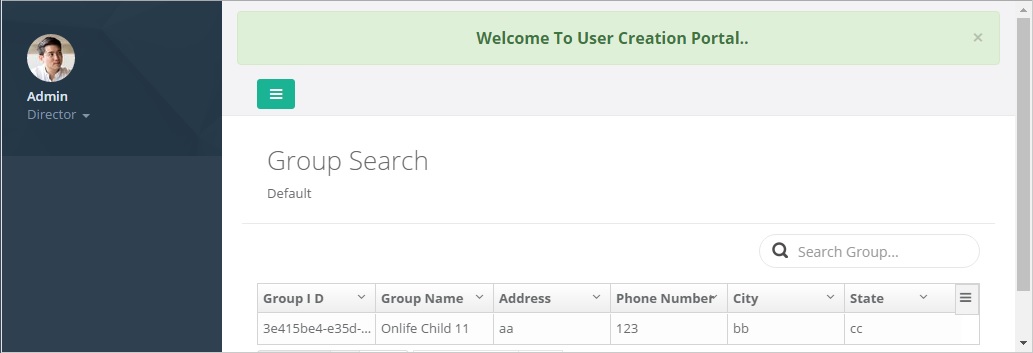 Welcome To User Creation Portal..
×
Admin
Director
Group Search
Default
Search Group...
Group I D Group Name Address Phone Number City State
3e415be4-e35d-... Onlife Child 11 aa 123 bb cc